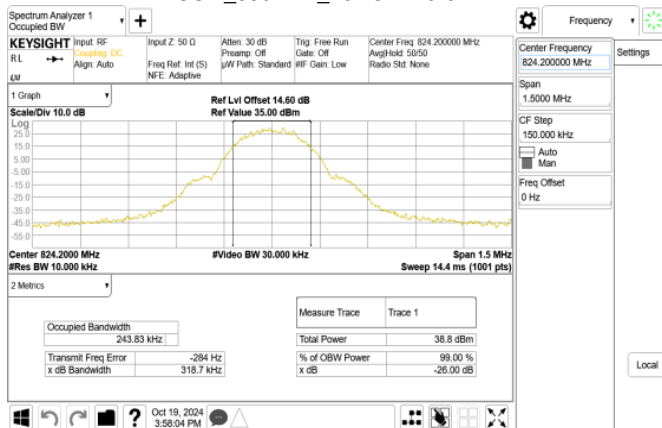 Spectrum Analyzer 1
Occupied BW
Frequency
KEYSIGHT
RL
Input: RF
Coupling: DC
Align: Auto
Input Z: 50 Ω
Freq Ref: Int (S)
NFE: Adaptive
Atten: 30 dB
Preamp: Off
µW Path: Standard
Trig: Free Run
Gate: Off
#IF Gain: Low
Center Freq: 824.200000 MHz
Avg|Hold: 50/50
Radio Std: None
Center Frequency
824.200000 MHz
Settings
Span
1.5000 MHz
CF Step
150.000 kHz
Auto
Man
Freq Offset
0 Hz
Local
1 Graph
Scale/Div 10.0 dB
Ref Lvl Offset 14.60 dB
Ref Value 35.00 dBm
Log
25.0
15.0
5.00
-5.00
-15.0
-25.0
-35.0
-45.0
-55.0
Center 824.2000 MHz
#Video BW 30.000 kHz
Span 1.5 MHz
#Res BW 10.000 kHz
Sweep 14.4 ms (1001 pts)
2 Metrics
Measure Trace Trace 1
Occupied Bandwidth
243.83 kHz
Total Power 38.8 dBm
Transmit Freq Error -284 Hz
% of OBW Power 99.00 %
x dB Bandwidth 318.7 kHz
x dB -26.00 dB
Oct 19, 2024
3:58:04 PM